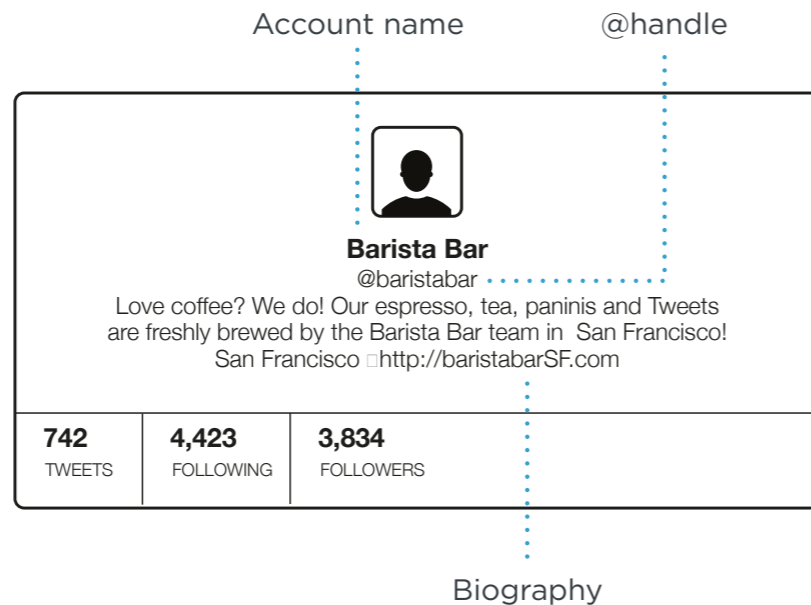 Account name @handle
Barista Bar
@baristabar
Love coffee? We do! Our espresso, tea, paninis and Tweets
are freshly brewed by the Barista Bar team in San Francisco!
San Francisco □http://baristabarSF.com
742 4,423 3,834
TWEETS FOLLOWING FOLLOWERS
Biography